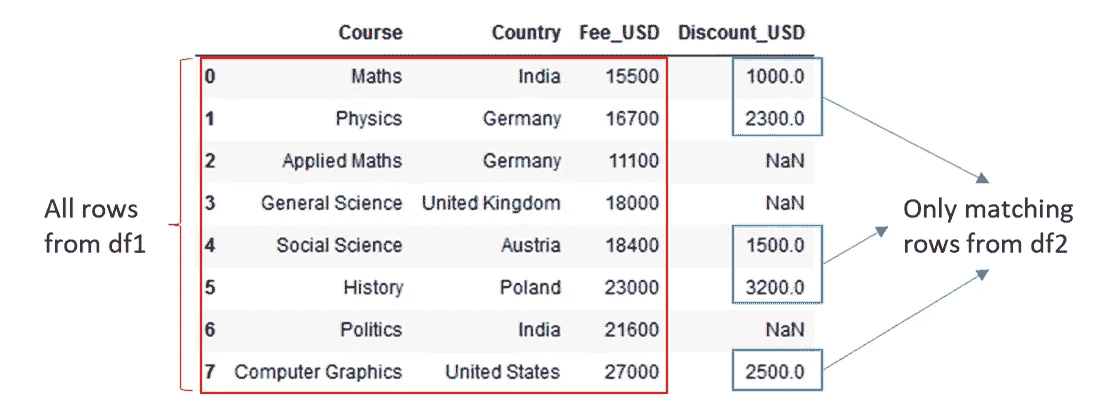 Course Country Fee_USD Discount_USD
0 Maths India 15500 1000.0
1 Physics Germany 16700 2300.0
2 Applied Maths Germany 11100 NaN
3 General Science United Kingdom 18000 NaN
4 Social Science Austria 18400 1500.0
5 History Poland 23000 3200.0
6 Politics India 21600 NaN
7 Computer Graphics United States 27000 2500.0
All rows
from df1
Only matching
rows from df2